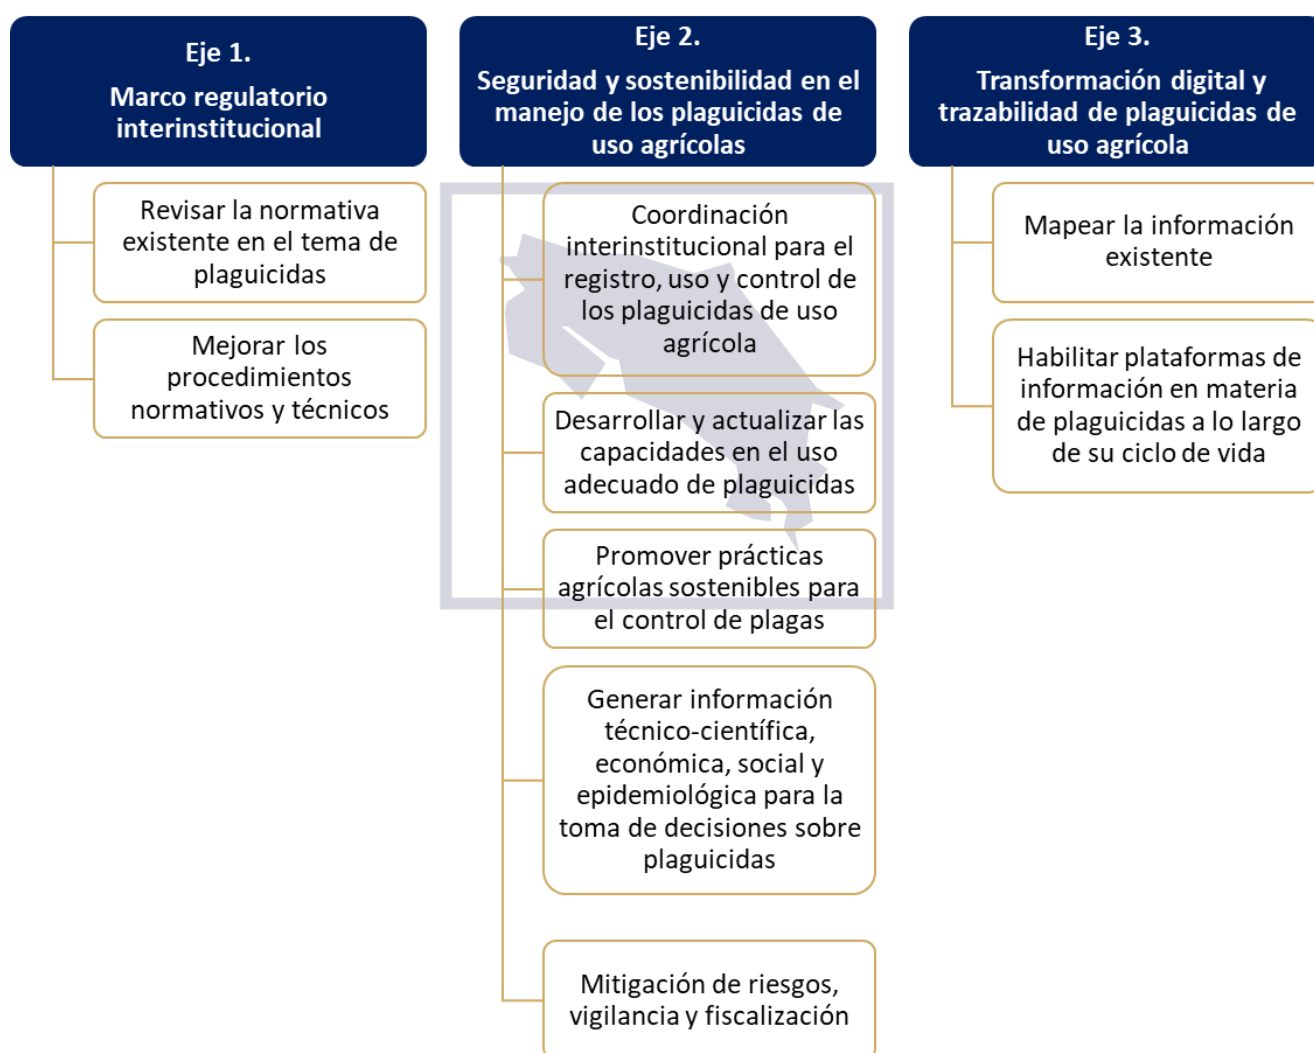 Eje 1.
Marco regulatorio
interinstitucional
Revisar la normativa
existente en el tema de
plaguicidas
Mejorar los
procedimientos
normativos y técnicos
Eje 2.
Seguridad y sostenibilidad en el
manejo de los plaguicidas de
uso agrícolas
Coordinación
interinstitucional para el
registro, uso y control de
los plaguicidas de uso
agrícola
Desarrollar y actualizar las
capacidades en el uso
adecuado de plaguicidas
Promover prácticas
agrícolas sostenibles para
el control de plagas
Generar información
técnico-científica,
económica, social y
epidemiológica para la
toma de decisiones sobre
plaguicidas
Mitigación de riesgos,
vigilancia y fiscalización
Eje 3.
Transformación digital y
trazabilidad de plaguicidas de
uso agrícola
Mapear la información
existente
Habilitar plataformas de
información en materia
de plaguicidas a lo largo
de su ciclo de vida